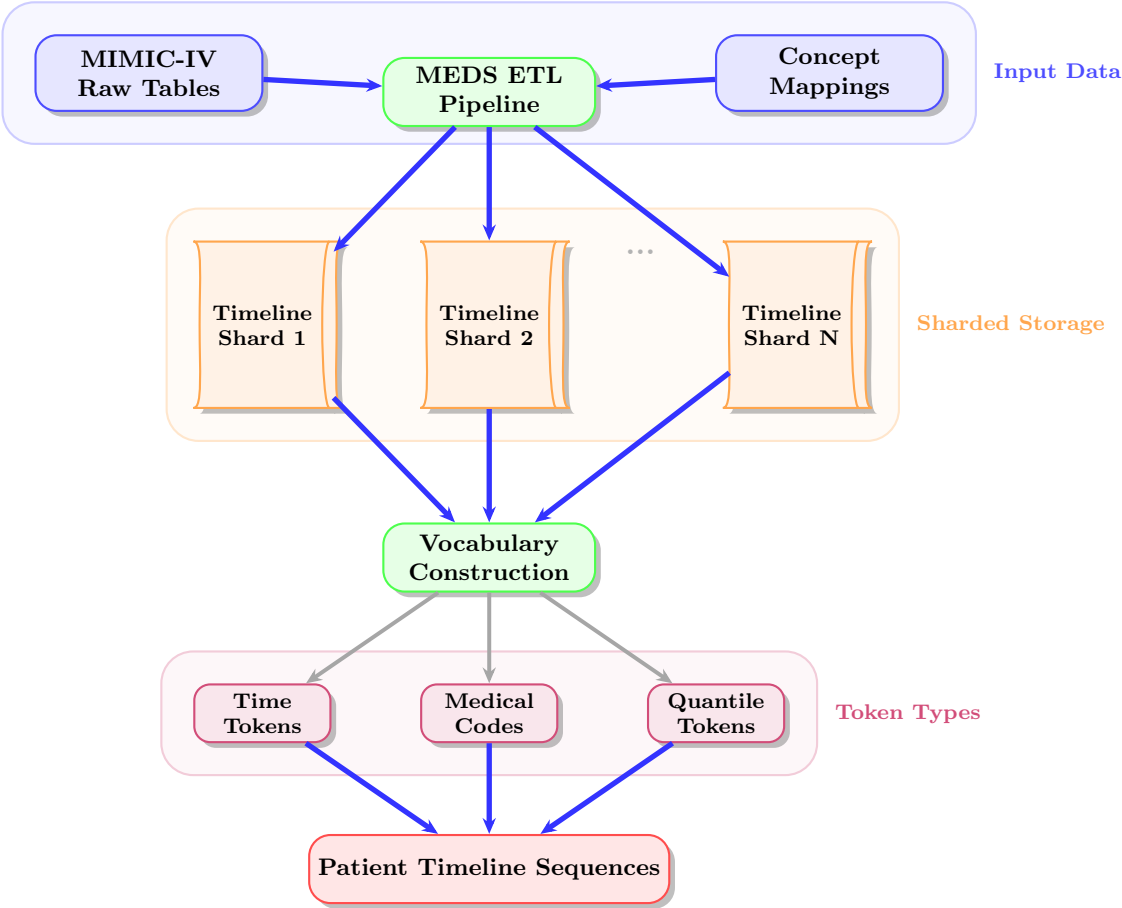 MIMIC-IV
Raw Tables
MEDS ETL
Pipeline
Concept
Mappings
Input Data
Timeline
Shard 1
Timeline
Shard 2
...
Timeline
Shard N
Sharded Storage
Vocabulary
Construction
Time
Tokens
Medical
Codes
Quantile
Tokens
Token Types
Patient Timeline Sequences